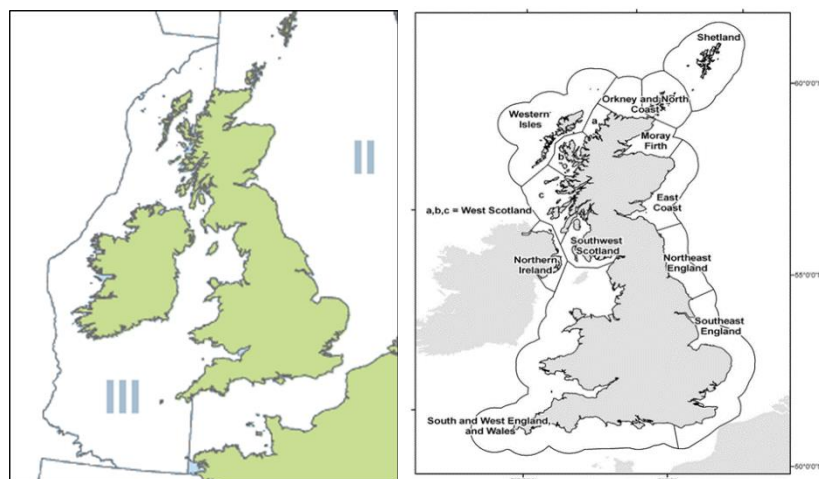 II
III
Shetland
60°0'0"
Orkney and North
Coast
Western
Isles
a
Moray
Firth
b
c
a,b,c = West Scotland
East
Coast
Southwest
Scotland
Northern
Ireland
Northeast
England
55°0'0"
Southeast
England
South and West England,
and Wales
50°0'0"